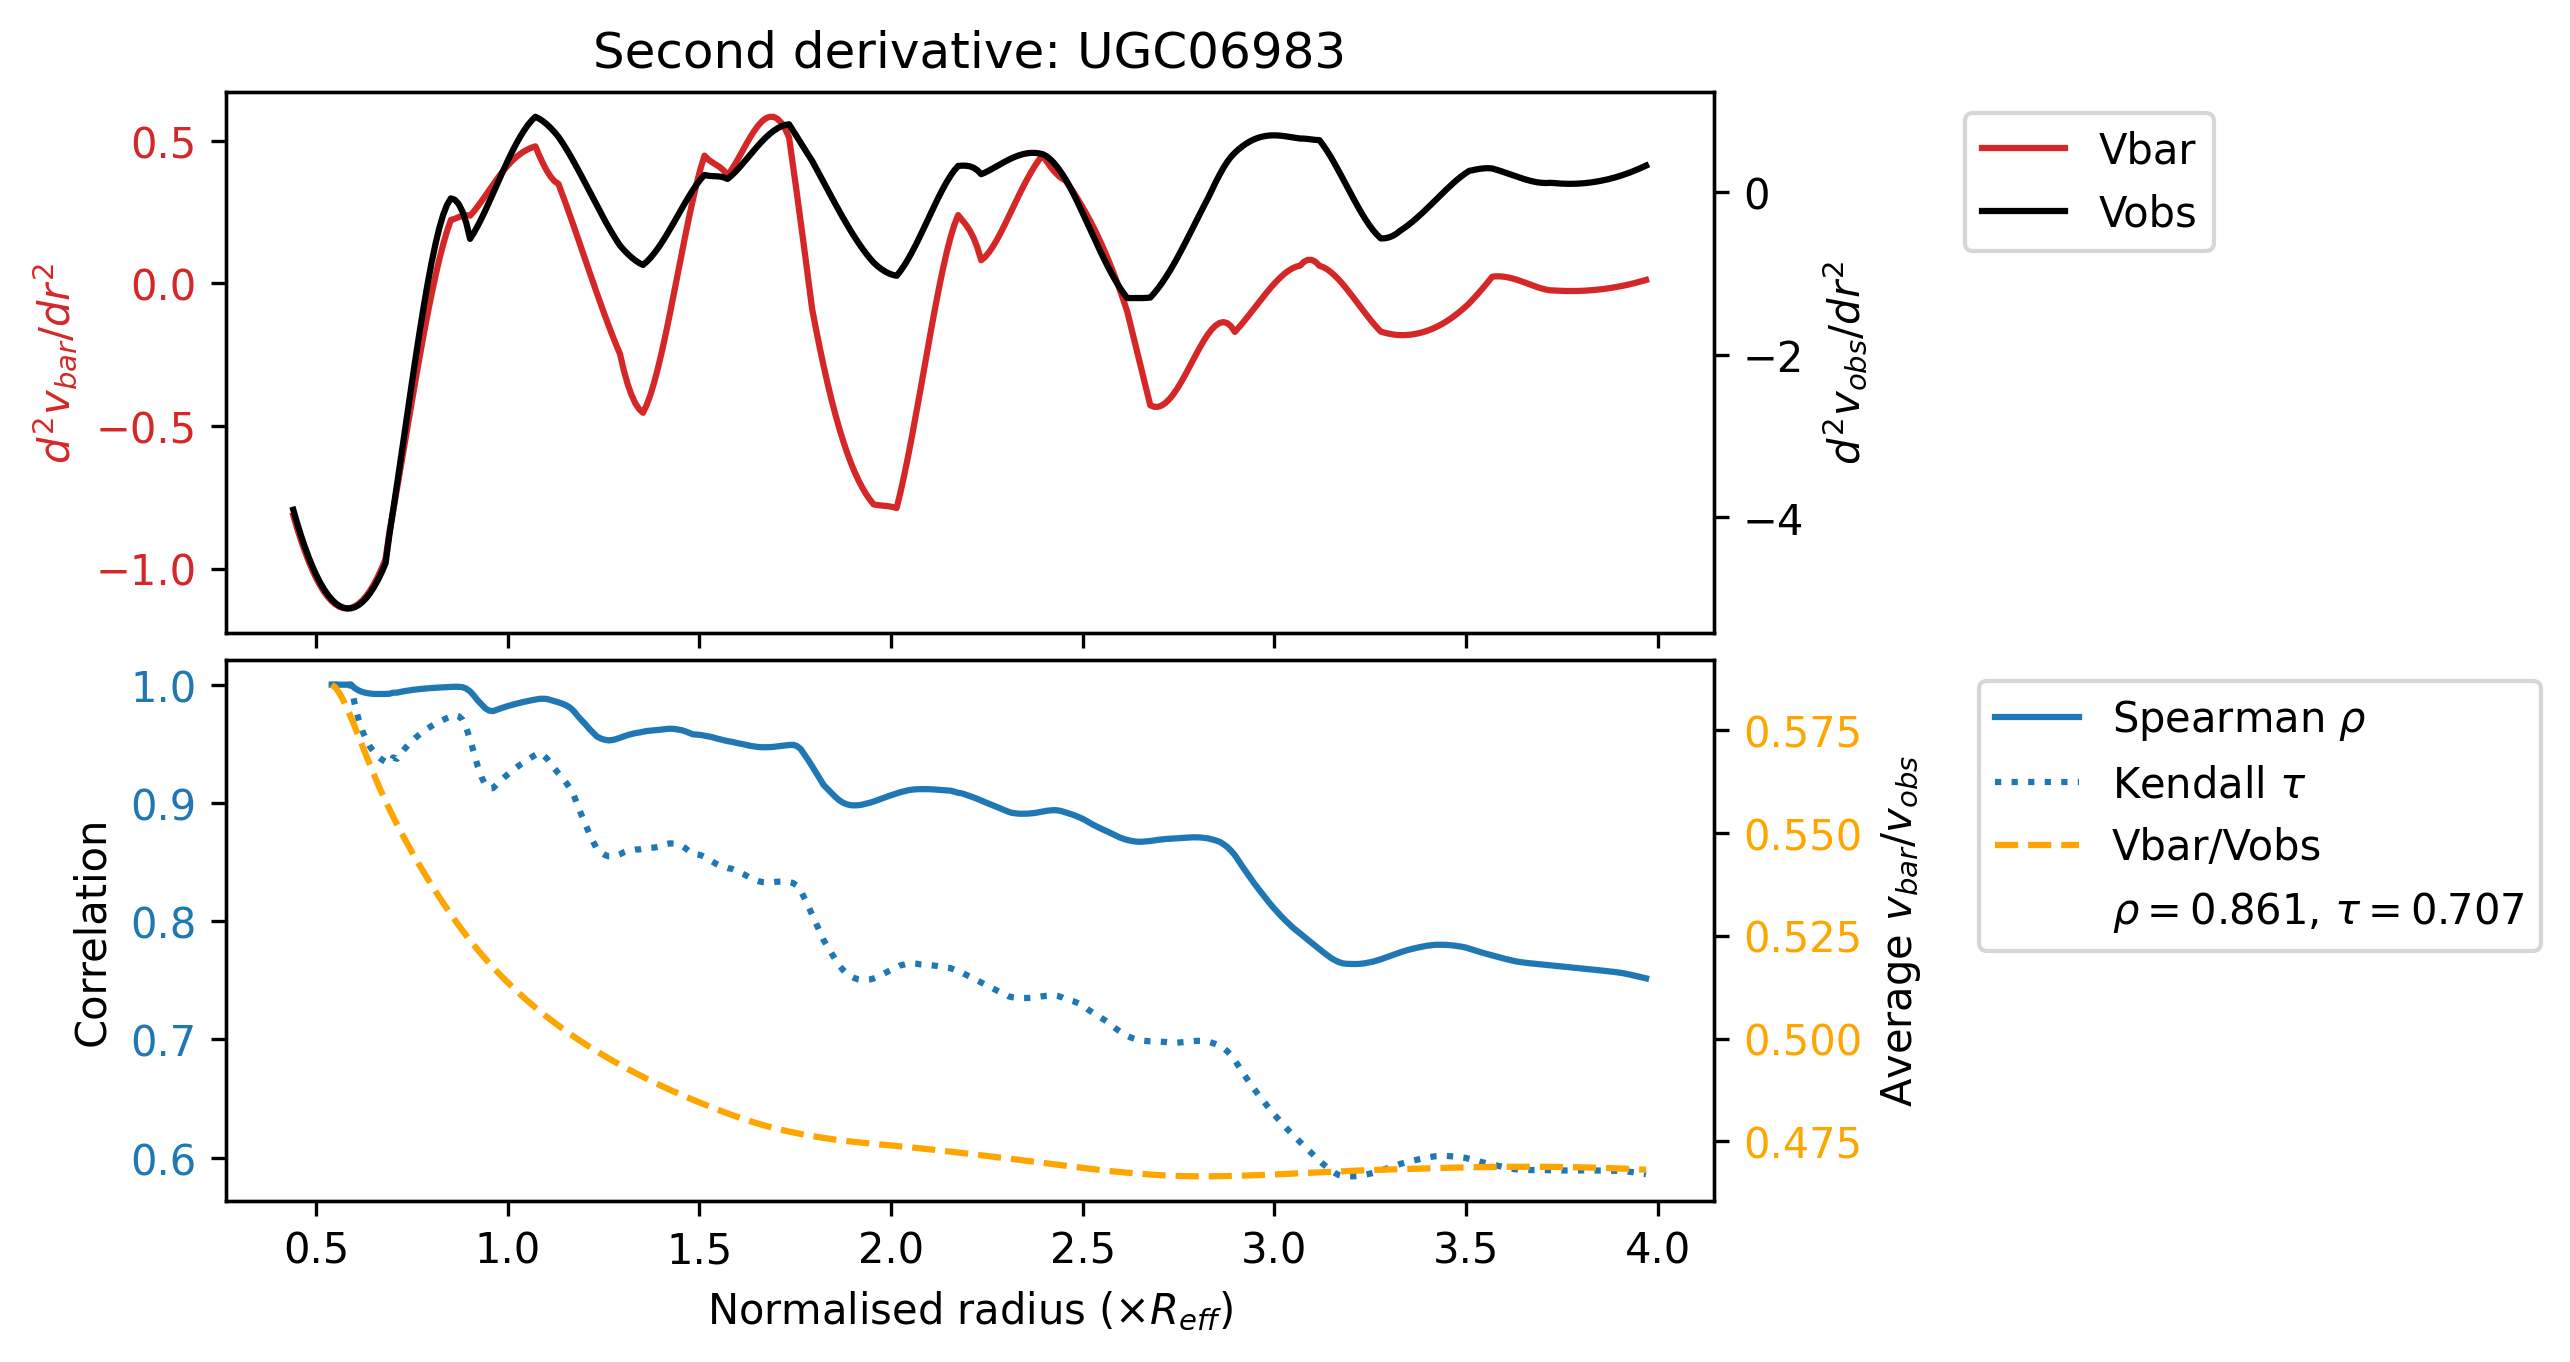 Second derivative: UGC06983
0.5
0.0
−0.5
−1.0
d²v_bar/dr²
0
−2
−4
d²v_obs/dr²
Vbar
Vobs
1.0
0.9
0.8
0.7
0.6
Correlation
0.575
0.550
0.525
0.500
0.475
Average v_bar/v_obs
Spearman ρ
Kendall τ
Vbar/Vobs
ρ = 0.861, τ = 0.707
0.5 1.0 1.5 2.0 2.5 3.0 3.5 4.0
Normalised radius (×R_eff)